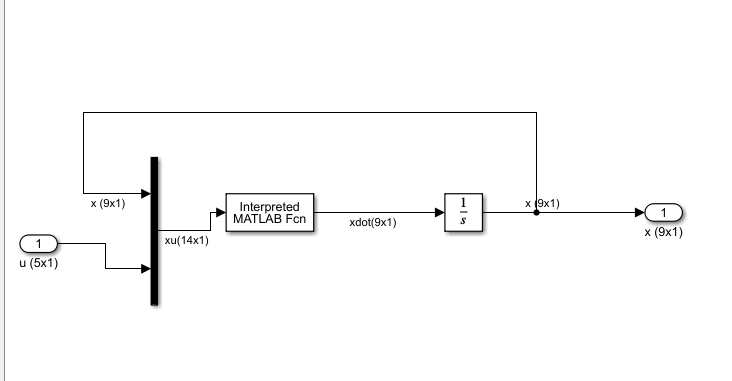 x (9x1)
x (9x1)
Interpreted
MATLAB Fcn
1
s
1
1
xu(14x1)
xdot(9x1)
x (9x1)
u (5x1)